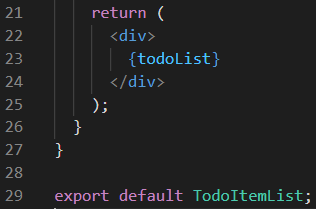 21 return (
22 <div>
23 {todoList}
24 </div>
25 );
26 }
27 }
28
29 export default TodoItemList;